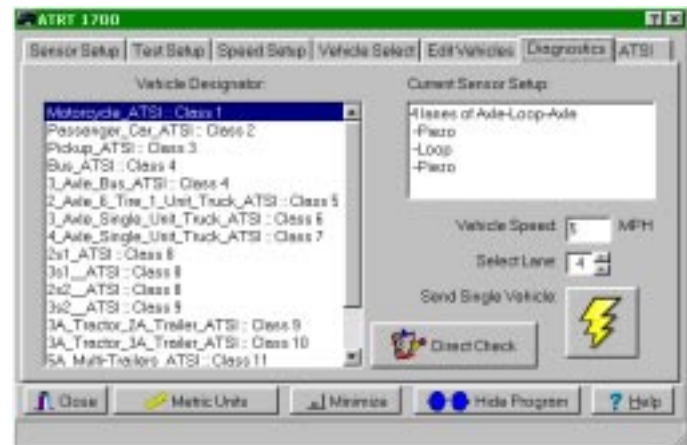 ATRT 1700
Sensor Setup Test Setup Speed Setup Vehicle Select Edit Vehicles Diagnostics ATSI
Vehicle Designator:
Motorcycle_ATSI :: Class 1
Passenger_Car_ATSI :: Class 2
Pickup_ATSI :: Class 3
Bus_ATSI :: Class 4
3_Axle_Bus_ATSI :: Class 4
2_Axle_6_Tire_1_Unit_Truck_ATSI :: Class 5
3_Axle_Single_Unit_Truck_ATSI :: Class 6
4_Axle_Single_Unit_Truck_ATSI :: Class 7
2s1_ATSI :: Class 8
3s1__ATSI :: Class 8
2s2__ATSI :: Class 8
3s2__ATSI :: Class 9
3A_Tractor_2A_Trailer_ATSI :: Class 9
3A_Tractor_3A_Trailer_ATSI :: Class 10
5A_Multi-Trailers_ATSI :: Class 11
Current Sensor Setup:
4 lanes of Axle-Loop-Axle
-Piezo
-Loop
-Piezo
Vehicle Speed: 5 MPH
Select Lane: 4
Send Single Vehicle:
Direct Check
Close Metric Units Minimize Hide Program ? Help